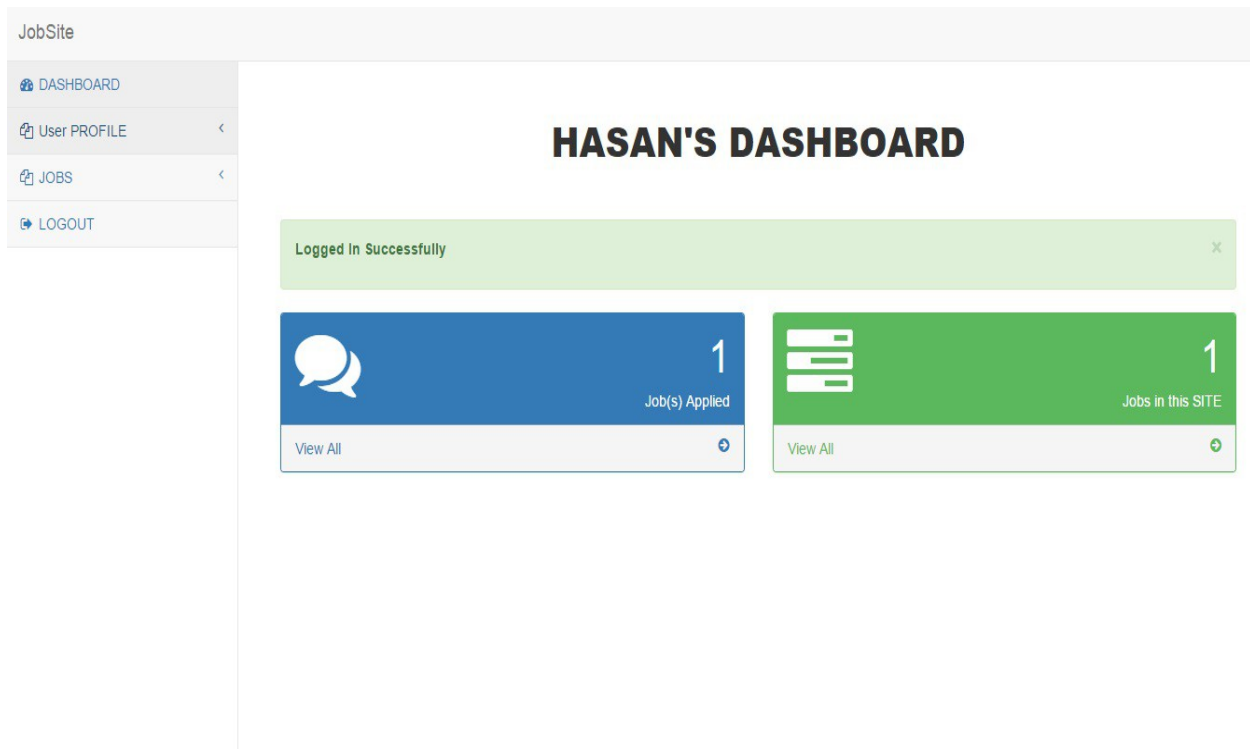 JobSite
DASHBOARD
User PROFILE
JOBS
LOGOUT
HASAN'S DASHBOARD
Logged In Successfully
1
Job(s) Applied
View All
1
Jobs in this SITE
View All